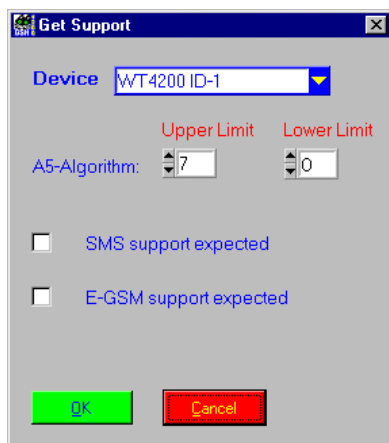 GSM Get Support
Device WT4200 ID-1
Upper Limit Lower Limit
A5-Algorithm: 7 0
SMS support expected
E-GSM support expected
OK Cancel